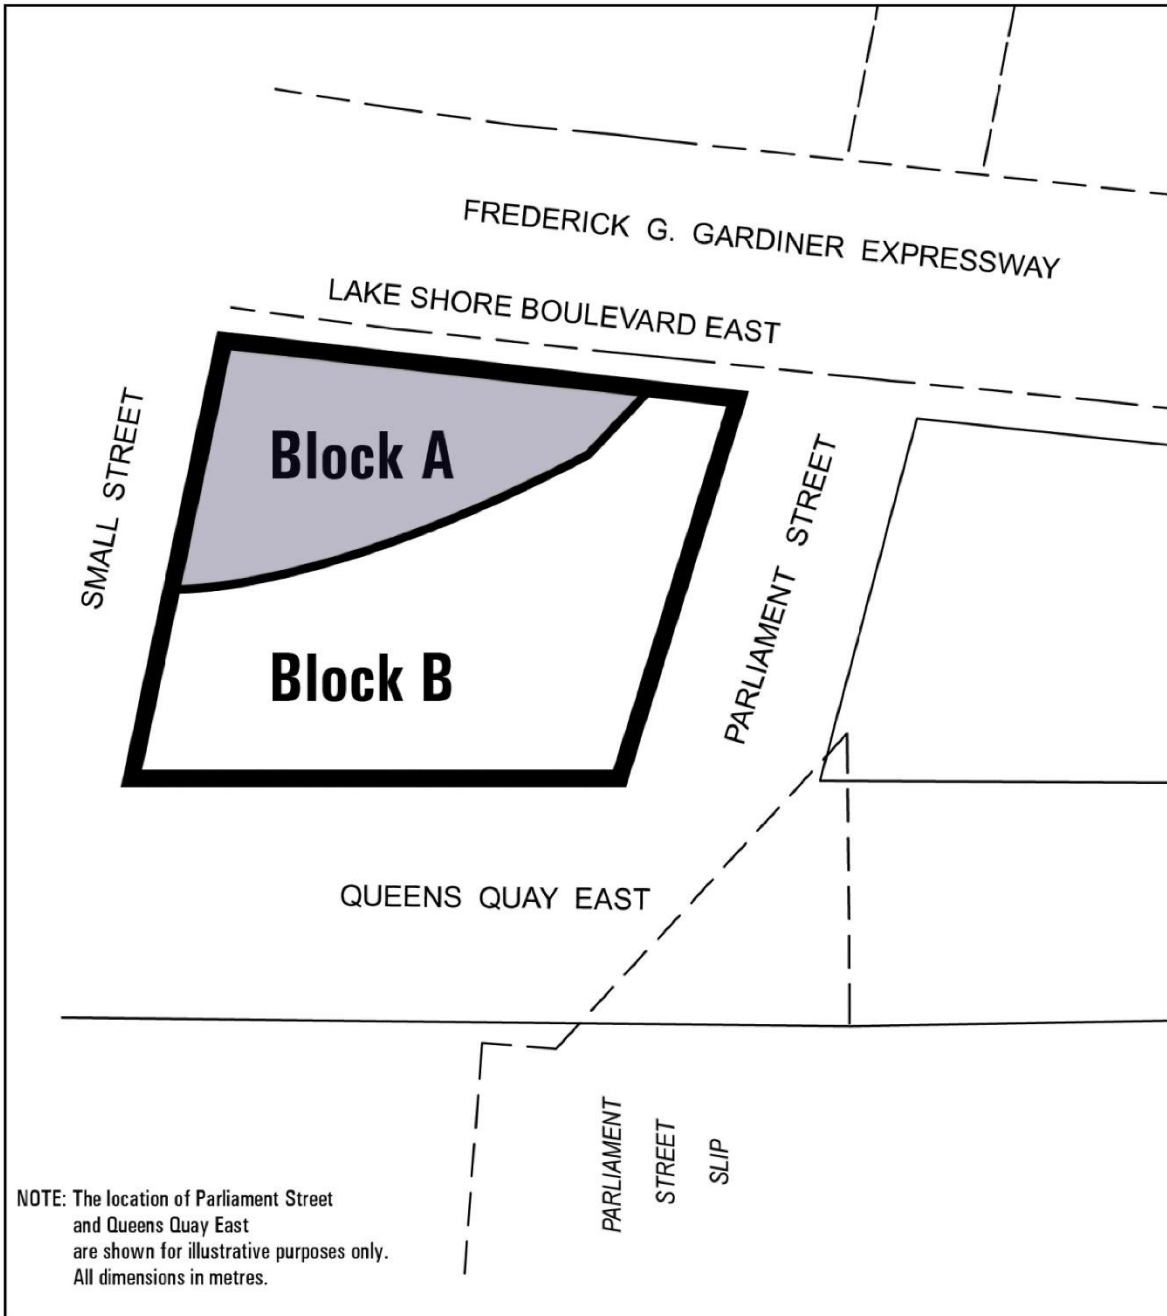 FREDERICK G. GARDINER EXPRESSWAY
LAKE SHORE BOULEVARD EAST
SMALL STREET
Block A
PARLIAMENT STREET
Block B
QUEENS QUAY EAST
PARLIAMENT
STREET
SLIP
NOTE: The location of Parliament Street
and Queens Quay East
are shown for illustrative purposes only.
All dimensions in metres.